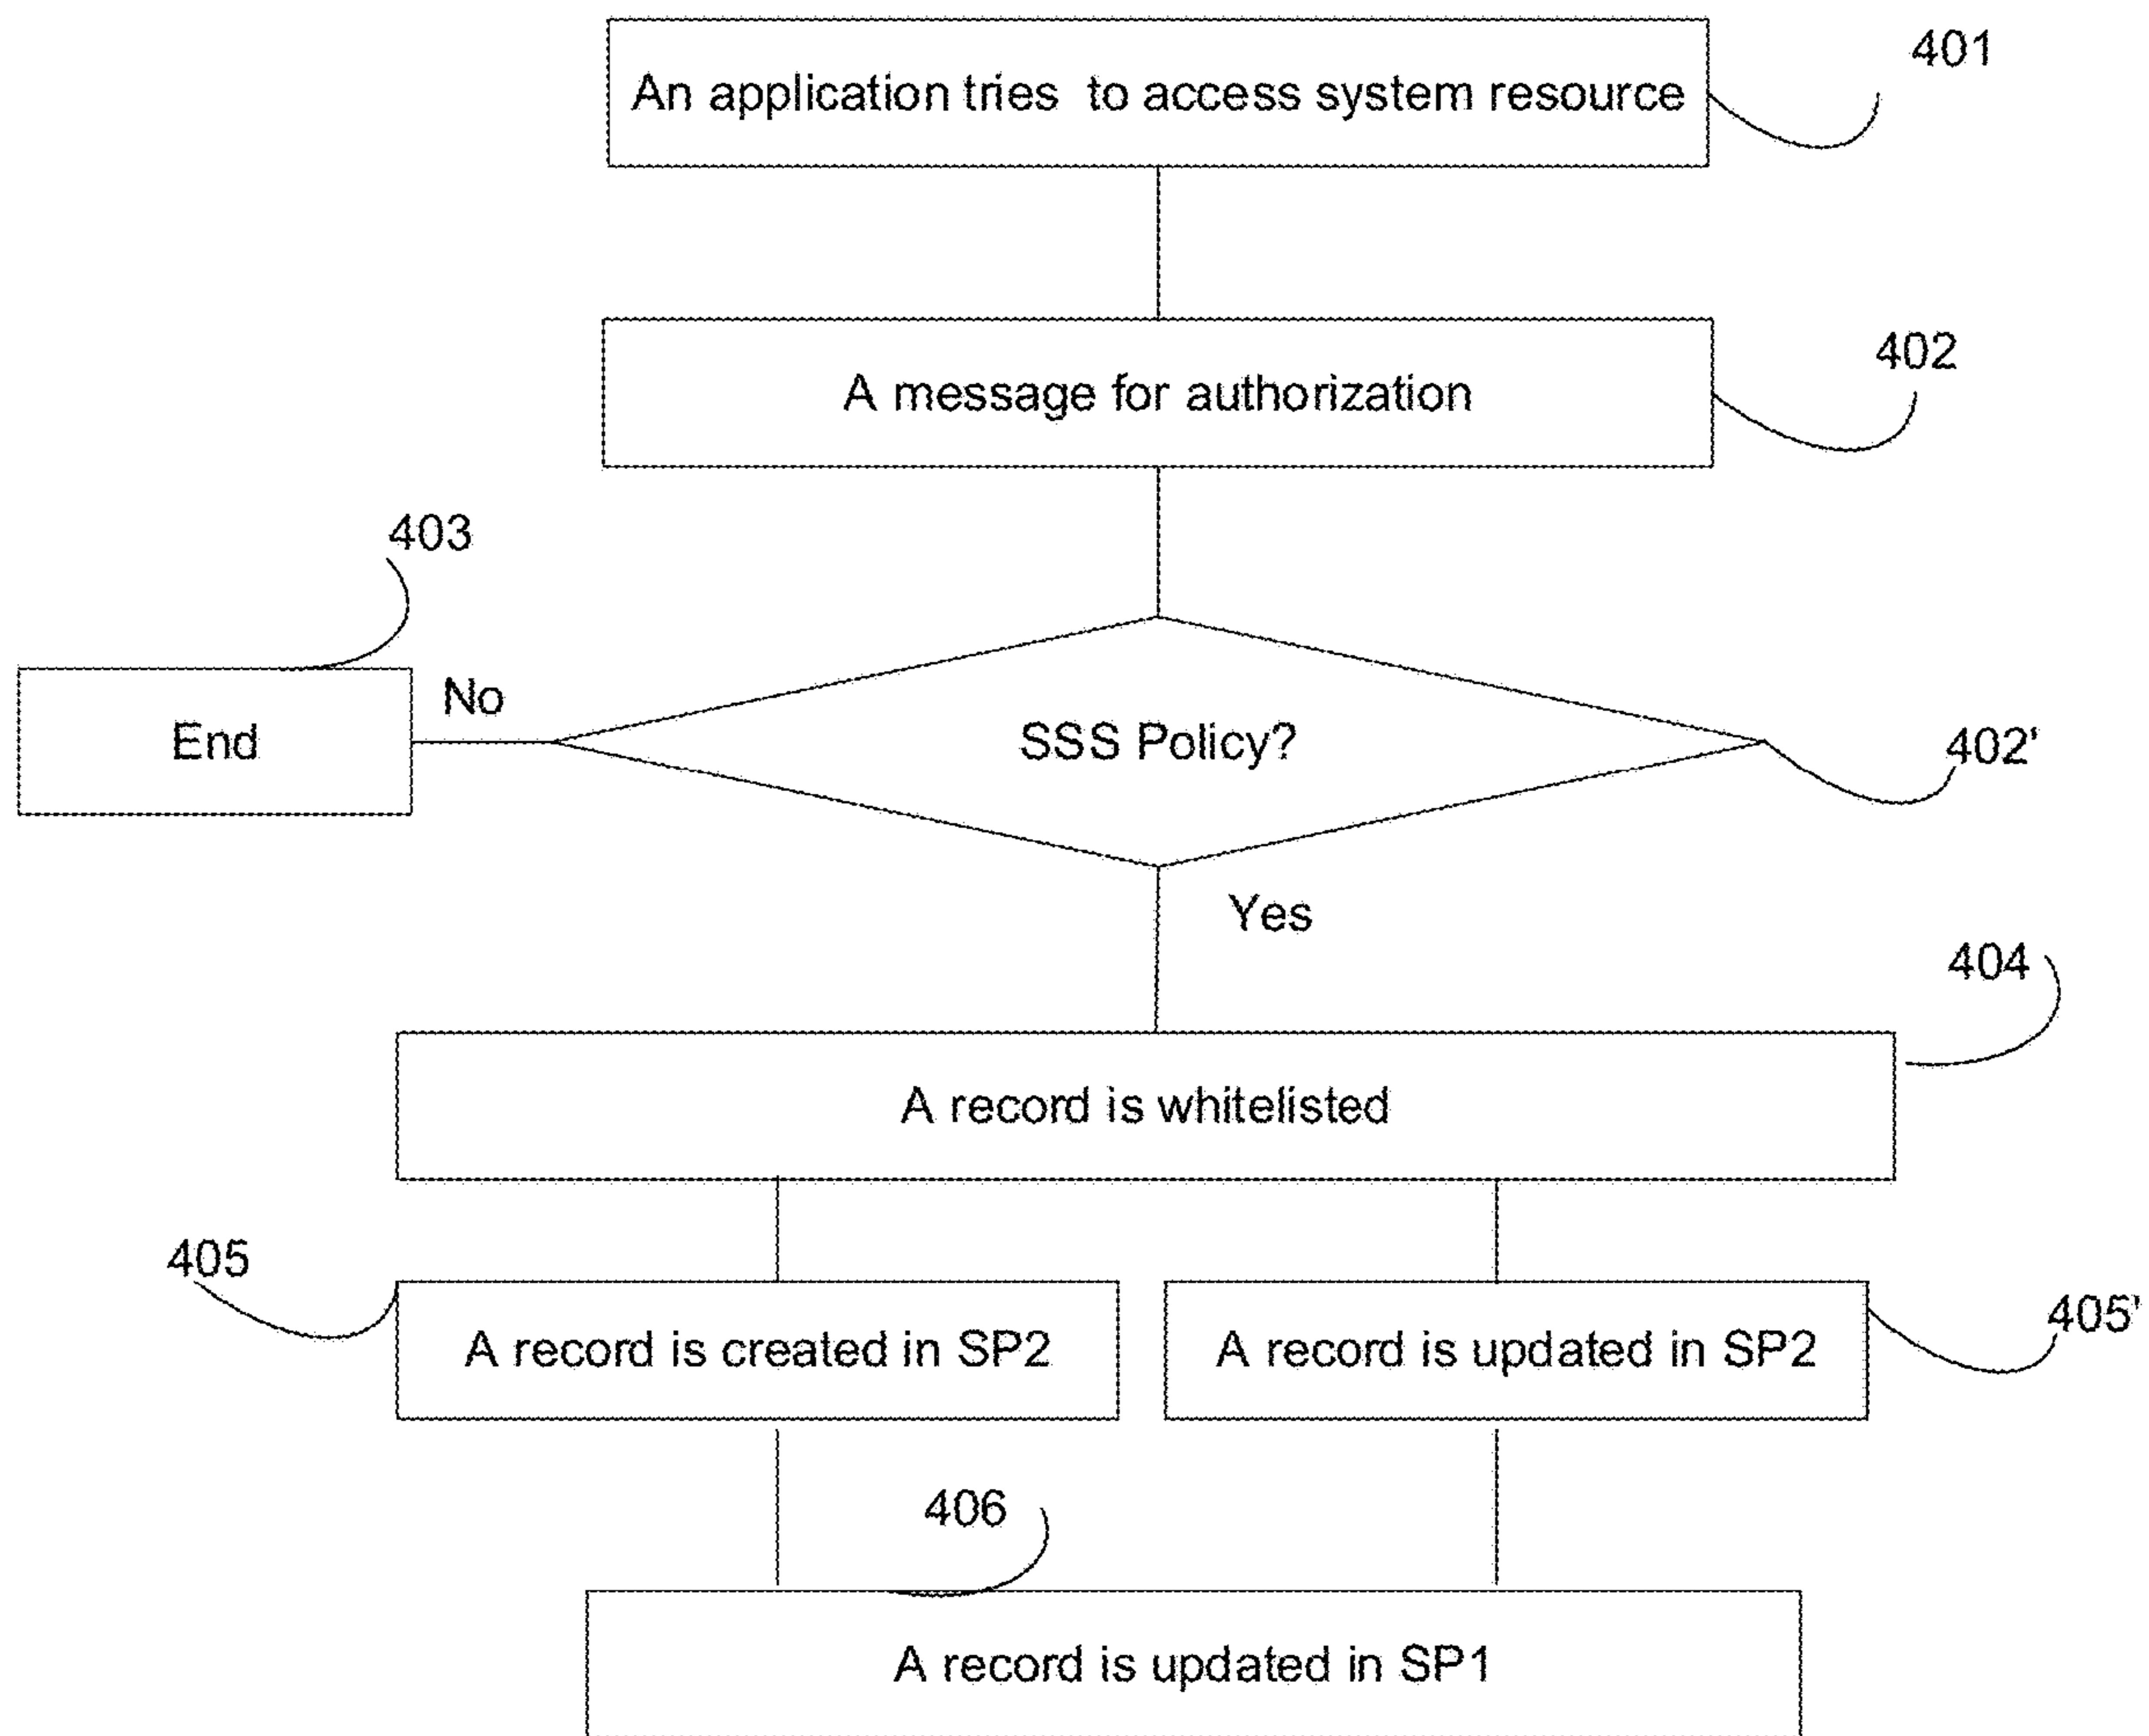 401
An application tries to access system resource
402
A message for authorization
403
No
End
SSS Policy?
402'
Yes
404
A record is whitelisted
405
405'
A record is created in SP2
A record is updated in SP2
406
A record is updated in SP1